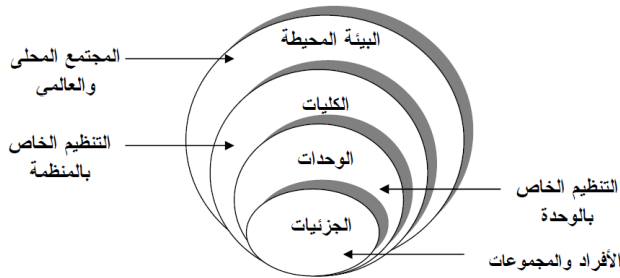 البيئة المحيطة
المجتمع المحلى
والعالمى
الكليات
التنظيم الخاص
بالمنظمة
الوحدات
التنظيم الخاص
بالوحدة
الجزئيات
الأفراد والمجموعات